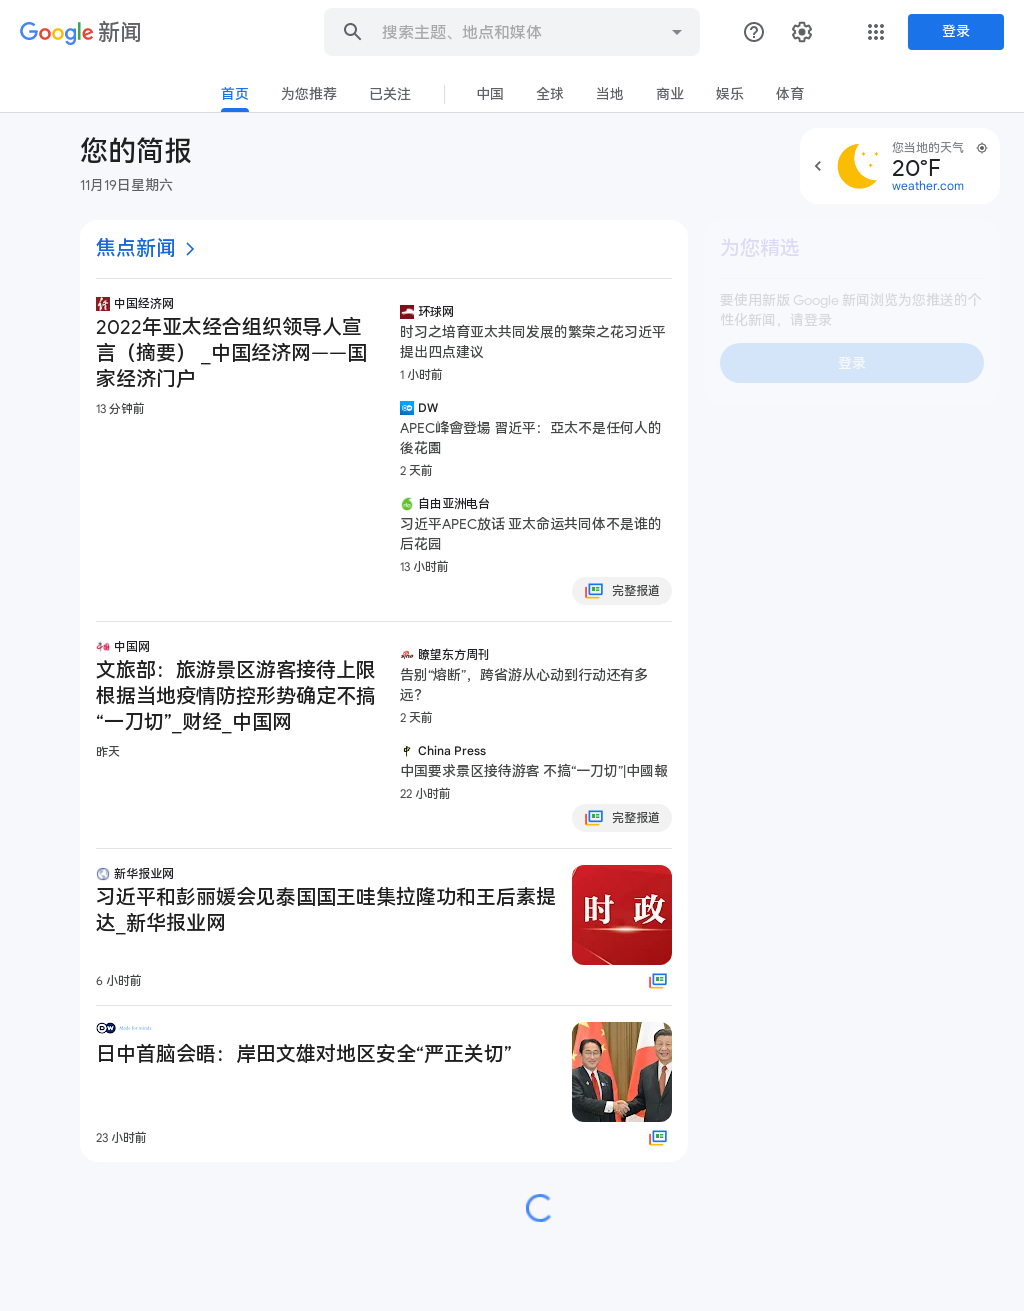 Google 新闻
搜索主题、地点和媒体
登录
首页
为您推荐
已关注
中国
全球
当地
商业
娱乐
体育
您的简报
11月19日星期六
您当地的天气
20°F
weather.com
焦点新闻
中国经济网
2022年亚太经合组织领导人宣
言（摘要） _中国经济网——国
家经济门户
13 分钟前
环球网
时习之培育亚太共同发展的繁荣之花习近平
提出四点建议
1 小时前
DW
APEC峰會登場 習近平：亞太不是任何人的
後花園
2 天前
自由亚洲电台
习近平APEC放话 亚太命运共同体不是谁的
后花园
13 小时前
完整报道
中国网
文旅部：旅游景区游客接待上限
根据当地疫情防控形势确定不搞
“一刀切”_财经_中国网
昨天
瞭望东方周刊
告别“熔断”，跨省游从心动到行动还有多
远？
2 天前
China Press
中国要求景区接待游客 不搞“一刀切”|中國報
22 小时前
完整报道
新华报业网
习近平和彭丽媛会见泰国国王哇集拉隆功和王后素提
达_新华报业网
时政
6 小时前
DW Made for minds
日中首脑会晤：岸田文雄对地区安全“严正关切”
23 小时前
为您精选
要使用新版 Google 新闻浏览为您推送的个
性化新闻，请登录
登录